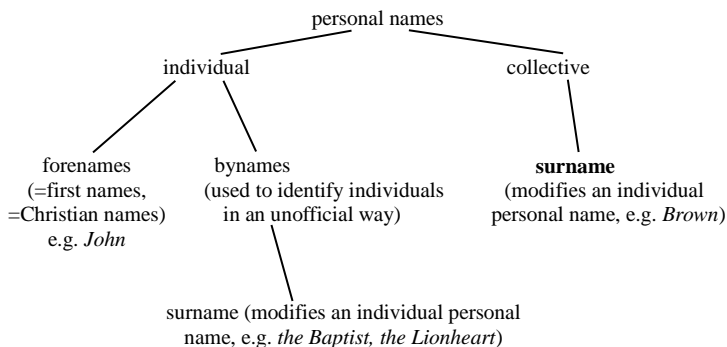 personal names
individual
collective
forenames
(=first names,
=Christian names)
e.g. John
bynames
(used to identify individuals
in an unofficial way)
surname
(modifies an individual
personal name, e.g. Brown)
surname (modifies an individual personal
name, e.g. the Baptist, the Lionheart)